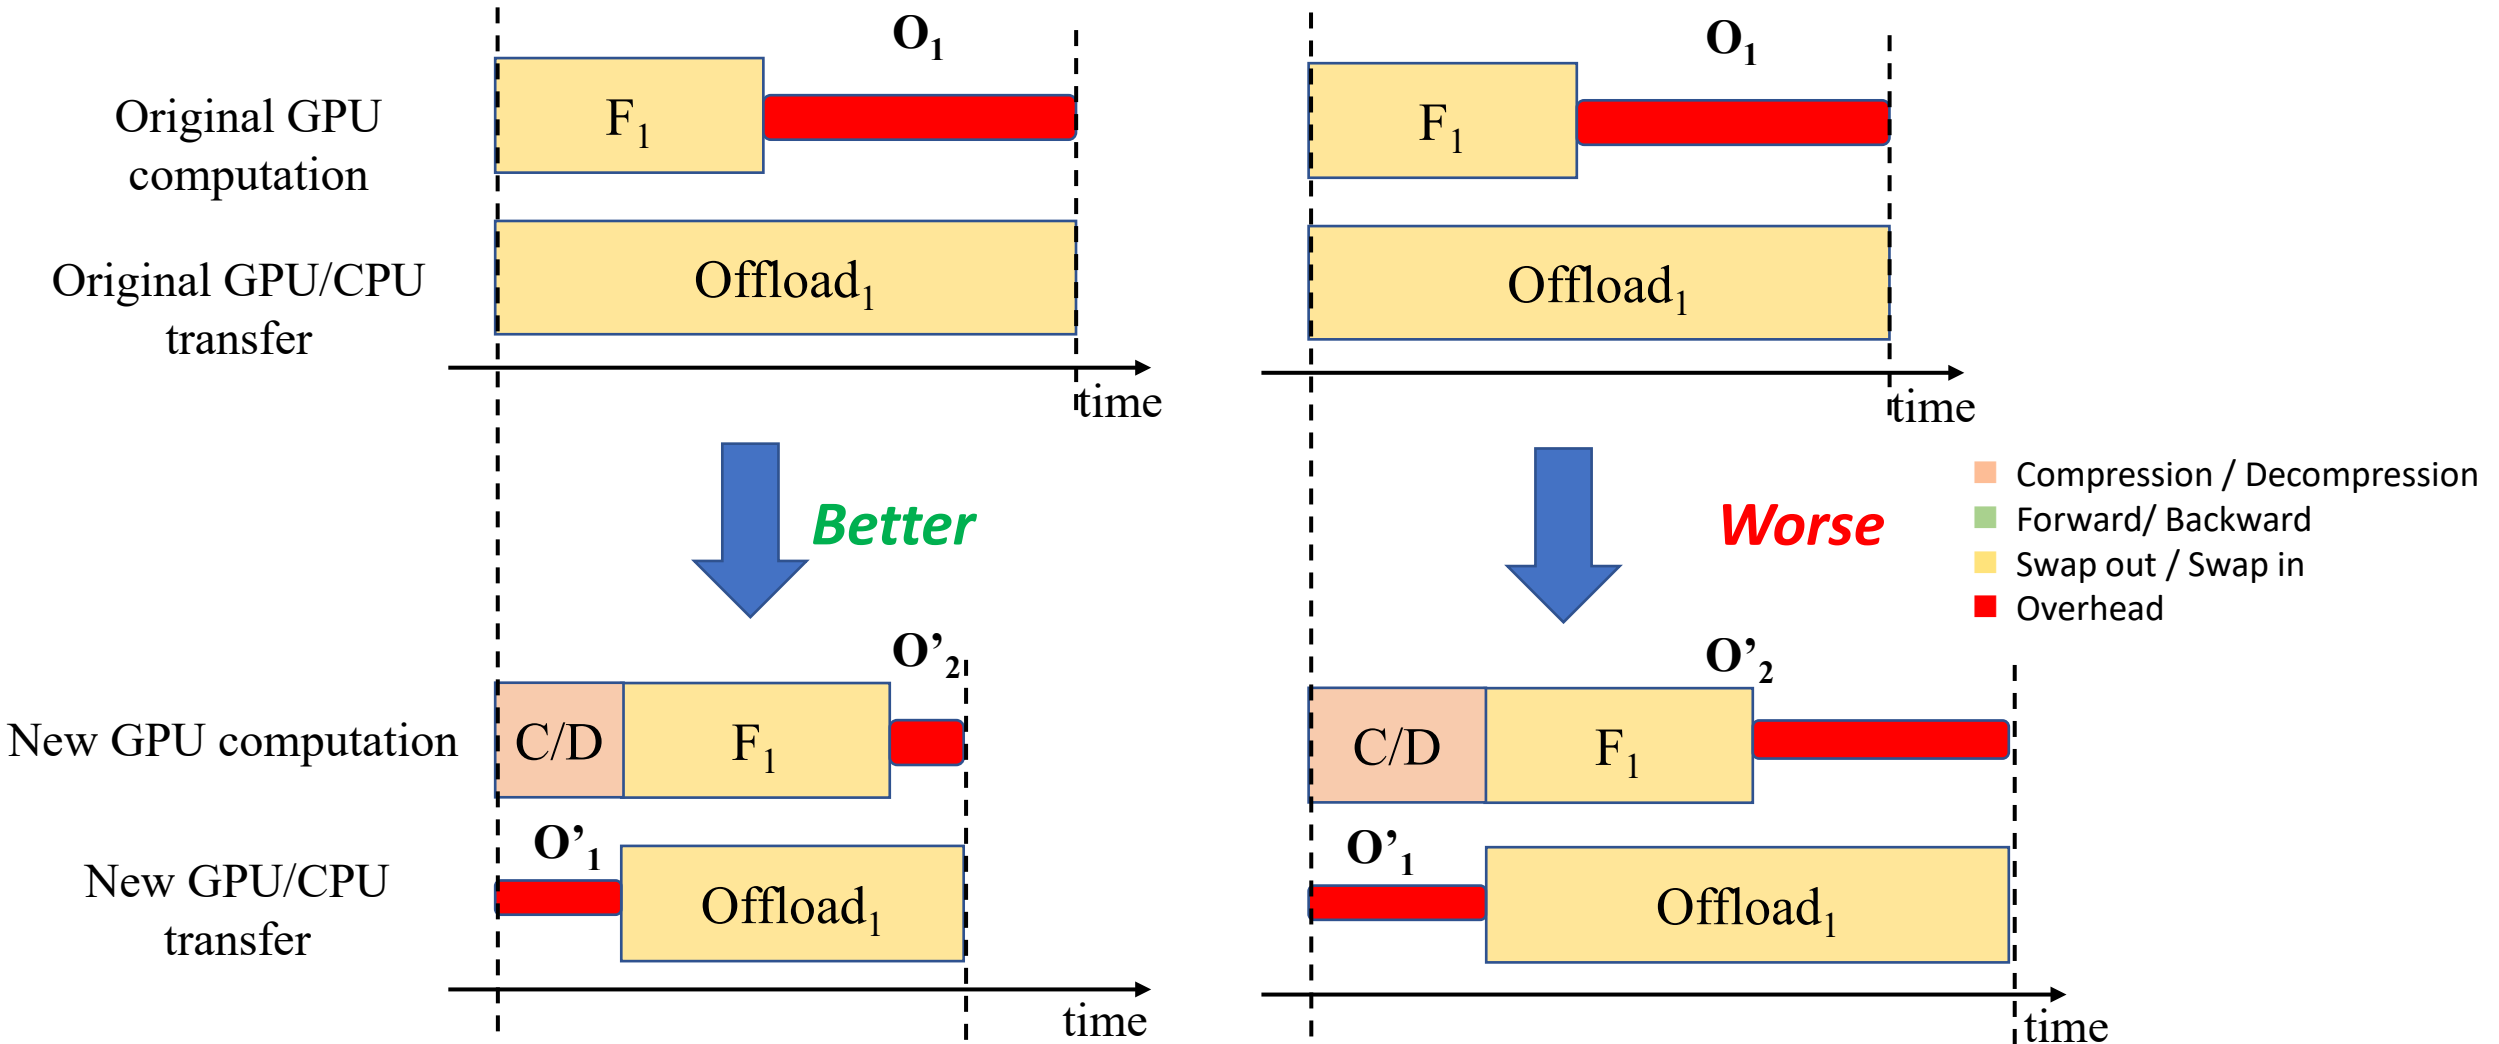 O₁
F₁
Original GPU
computation
Offload₁
Original GPU/CPU
transfer
time
O₁
F₁
Offload₁
time
Better
Worse
Compression / Decompression
Forward/ Backward
Swap out / Swap in
Overhead
O’₂
C/D
F₁
New GPU computation
O’₁
Offload₁
New GPU/CPU
transfer
time
O’₂
C/D
F₁
O’₁
Offload₁
time